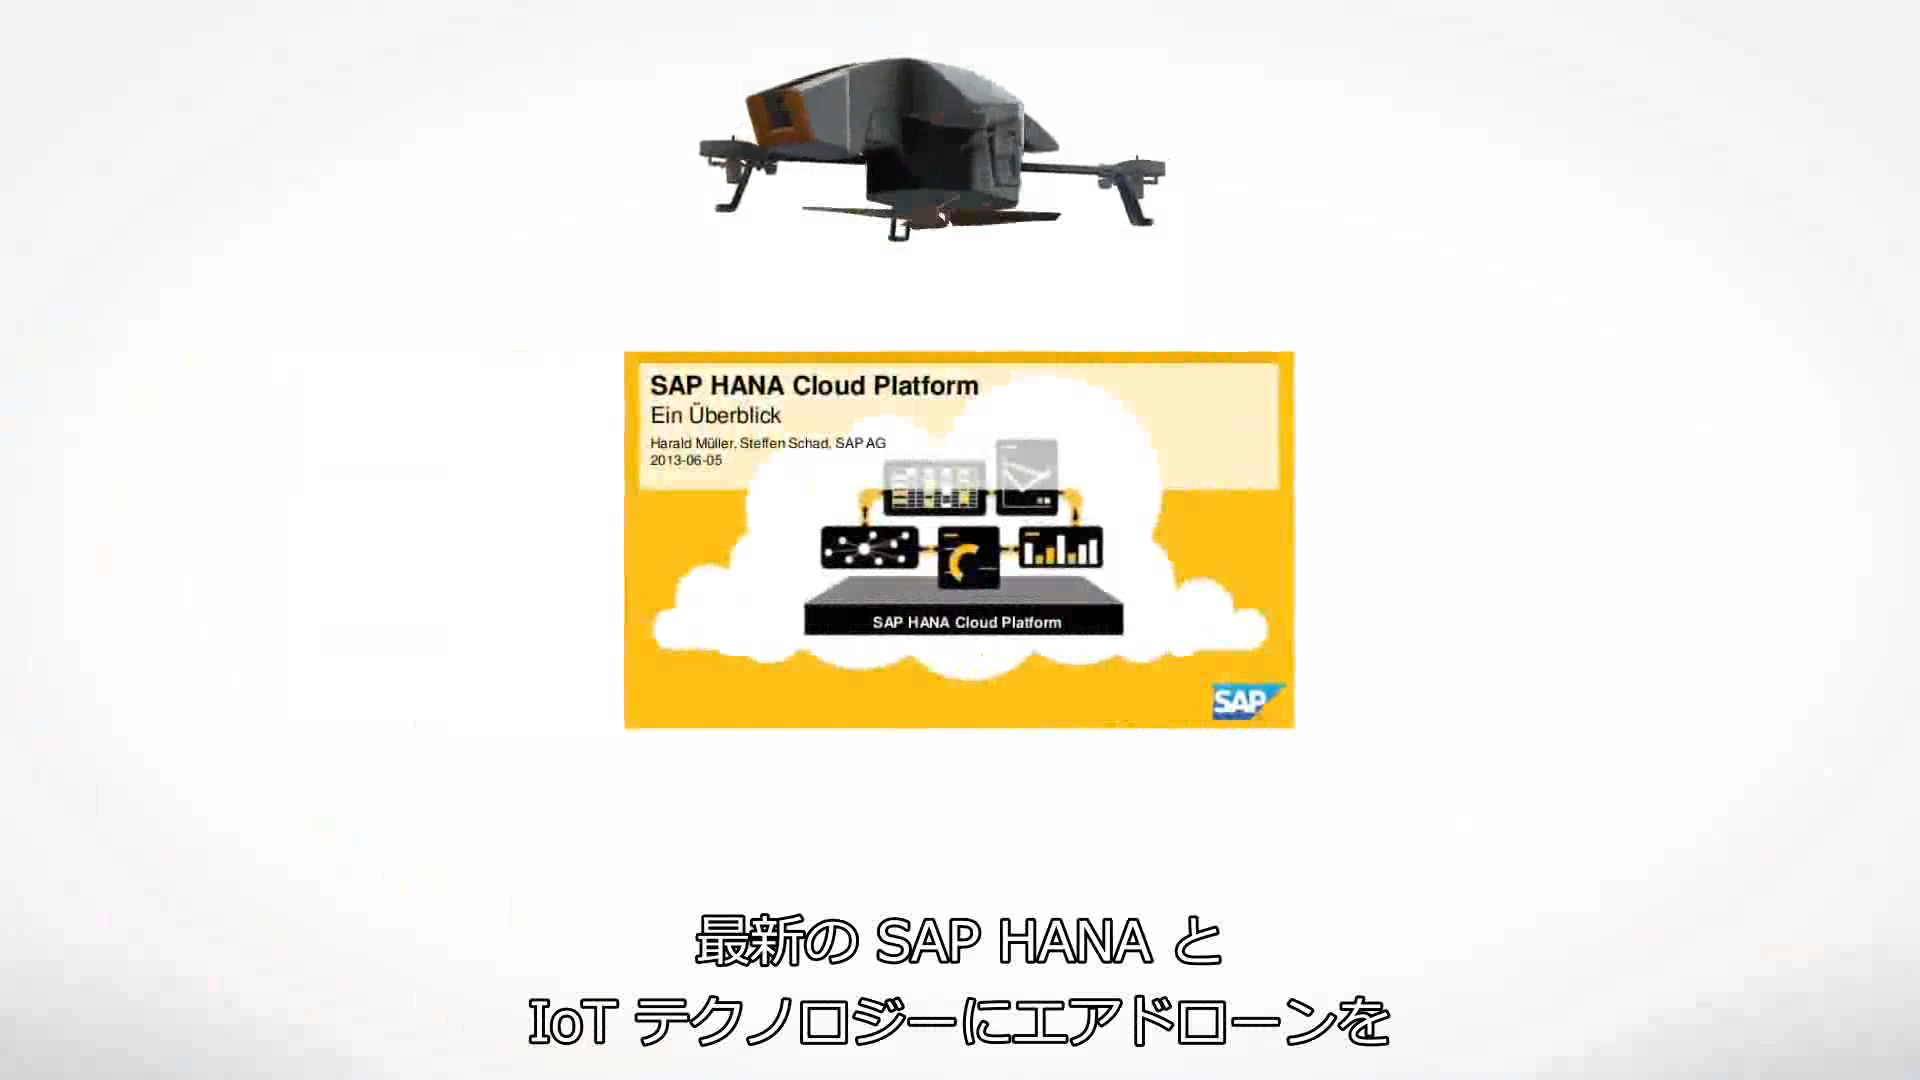 SAP HANA Cloud Platform
Ein Überblick
Harald Müller, Steffen Schad, SAP AG
2013-06-05
SAP HANA Cloud Platform
SAP
最新の SAP HANA と
IoT テクノロジーにエアドローンを